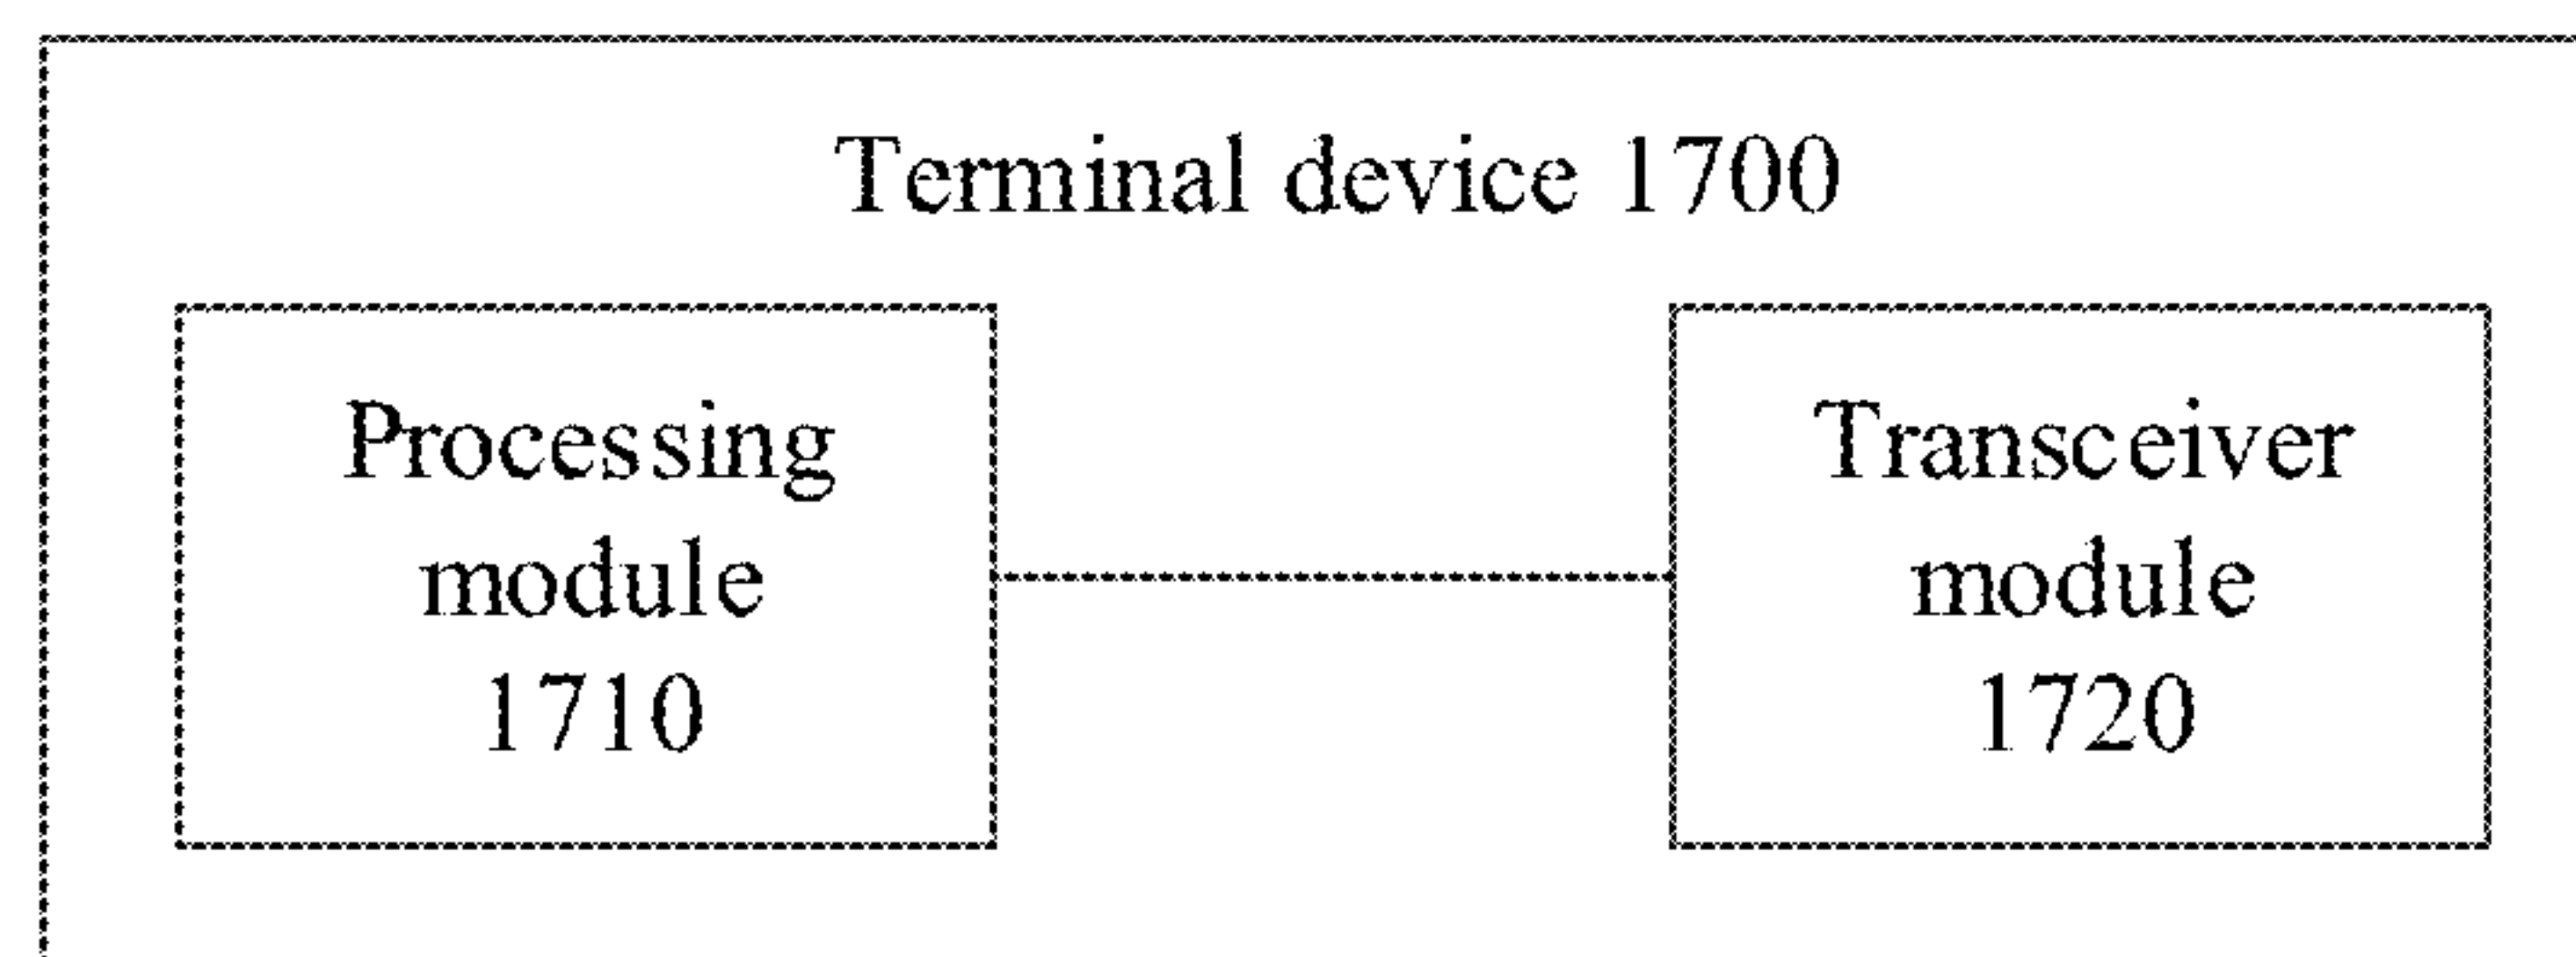 Terminal device 1700
Processing
module
1710
Transceiver
module
1720